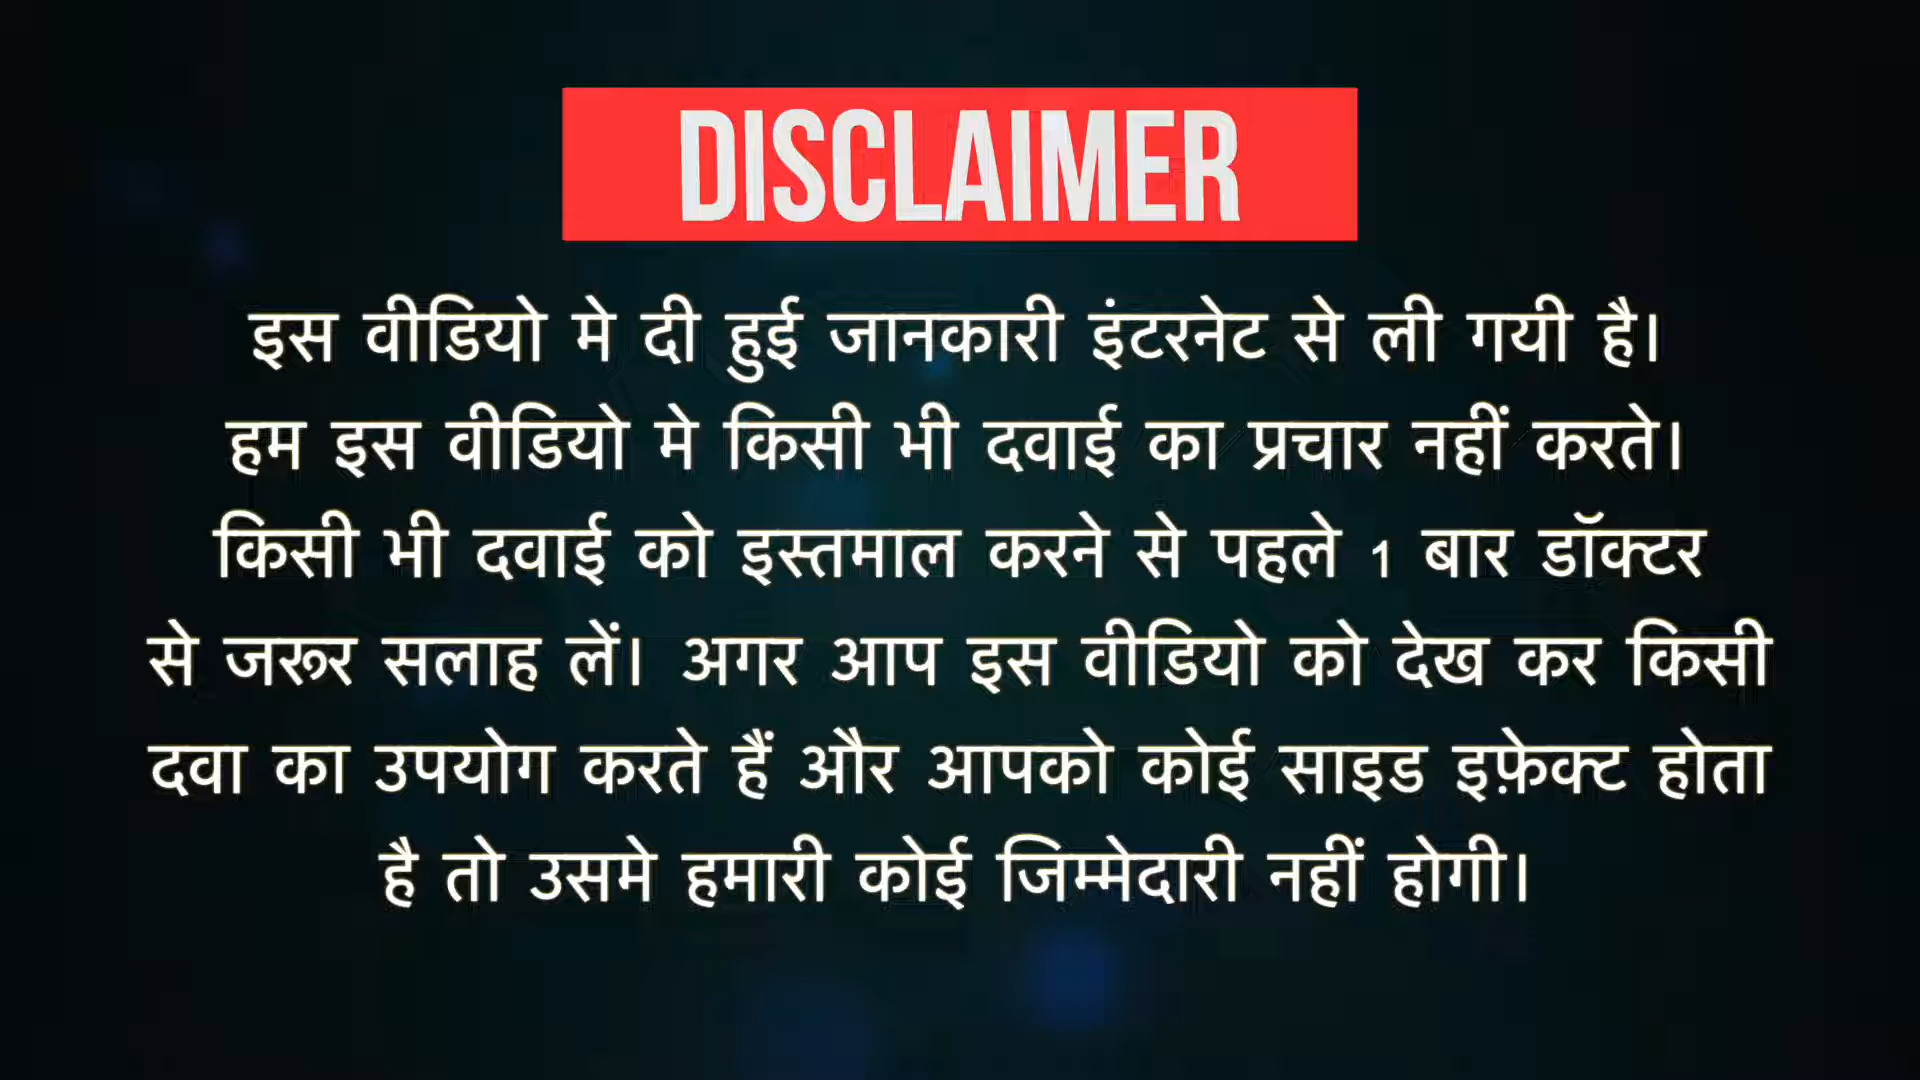 DISCLAIMER
इस वीडियो मे दी हुई जानकारी इंटरनेट से ली गयी है।
हम इस वीडियो मे किसी भी दवाई का प्रचार नहीं करते।
किसी भी दवाई को इस्तमाल करने से पहले 1 बार डॉक्टर
से जरूर सलाह लें। अगर आप इस वीडियो को देख कर किसी
दवा का उपयोग करते हैं और आपको कोई साइड इफ़ेक्ट होता
है तो उसमे हमारी कोई जिम्मेदारी नहीं होगी।